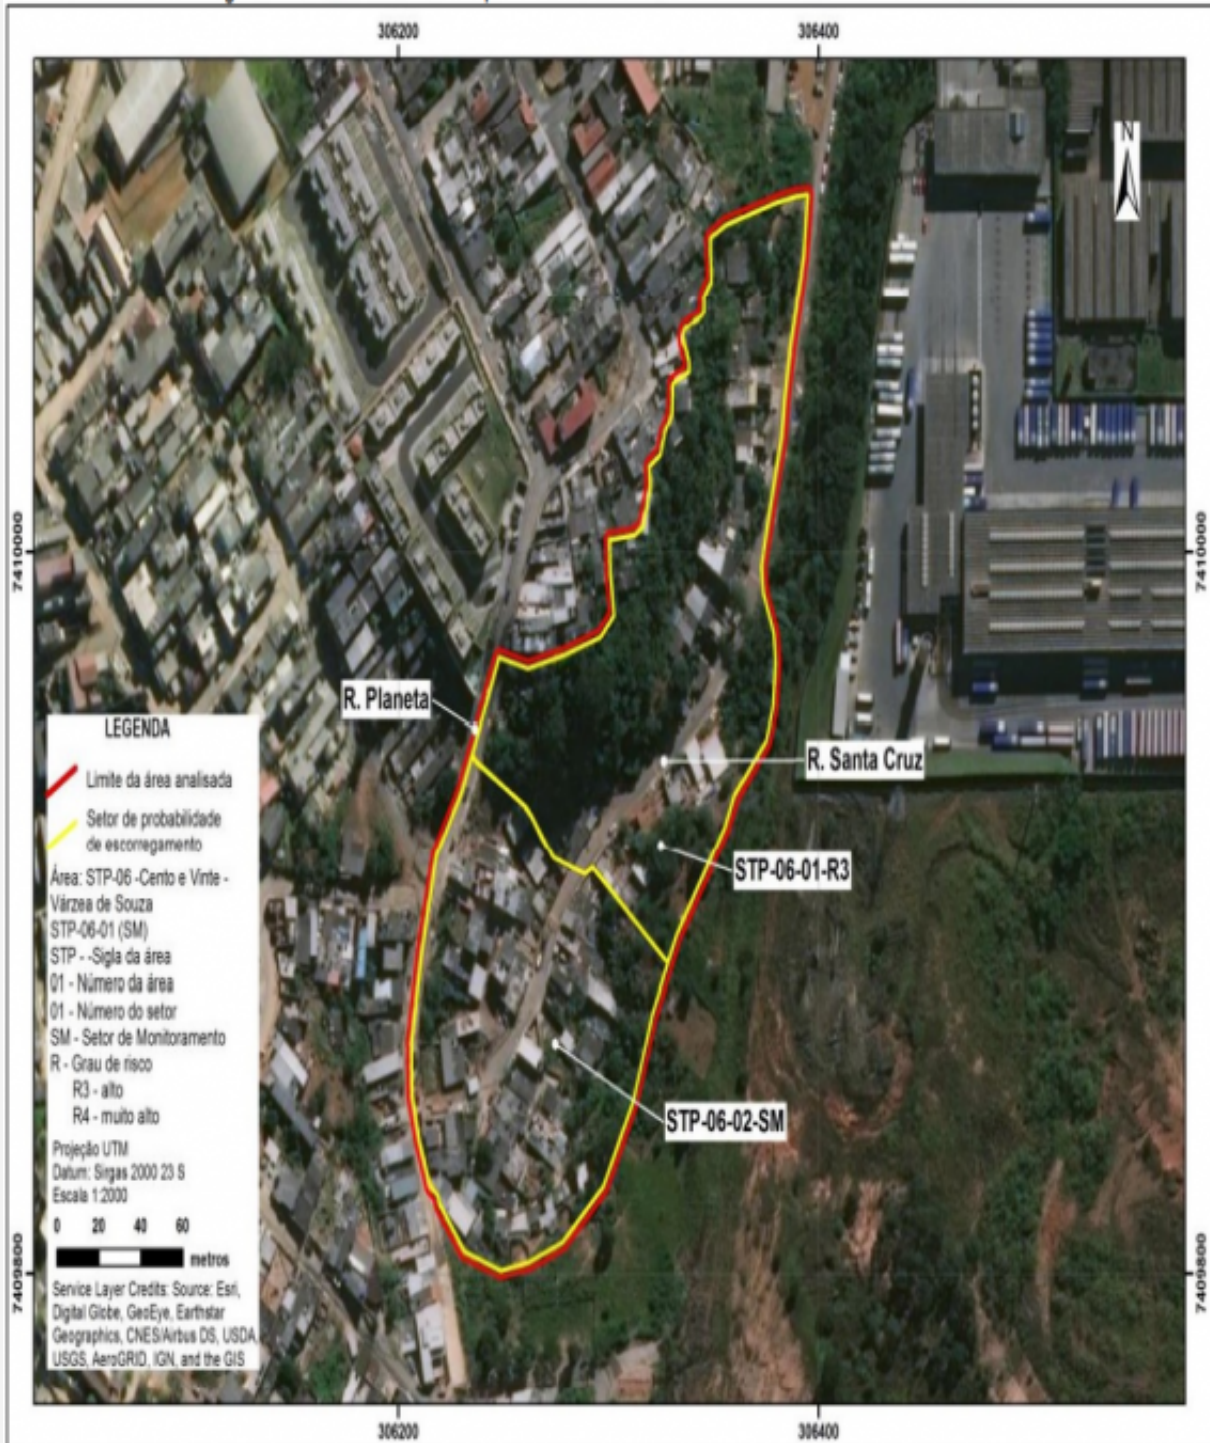 306200
306400
N
7410000
7410000
R. Planeta
R. Santa Cruz
STP-06-01-R3
STP-06-02-SM
LEGENDA
Limite da área analisada
Setor de probabilidade
de escorregamento
Área: STP-06 -Cento e Vinte -
Várzea de Souza
STP-06-01 (SM)
STP - -Sigla da área
01 - Número da área
01 - Número do setor
SM - Setor de Monitoramento
R - Grau de risco
R3 - alto
R4 - muito alto
Projeção UTM
Datum: Sirgas 2000 23 S
Escala 1:2000
0 20 40 60
metros
Service Layer Credits: Source: Esri,
Digital Globe, GeoEye, Earthstar
Geographics, CNES/Airbus DS, USDA,
USGS, AeroGRID, IGN, and the GIS
7409800
7409800
306200
306400